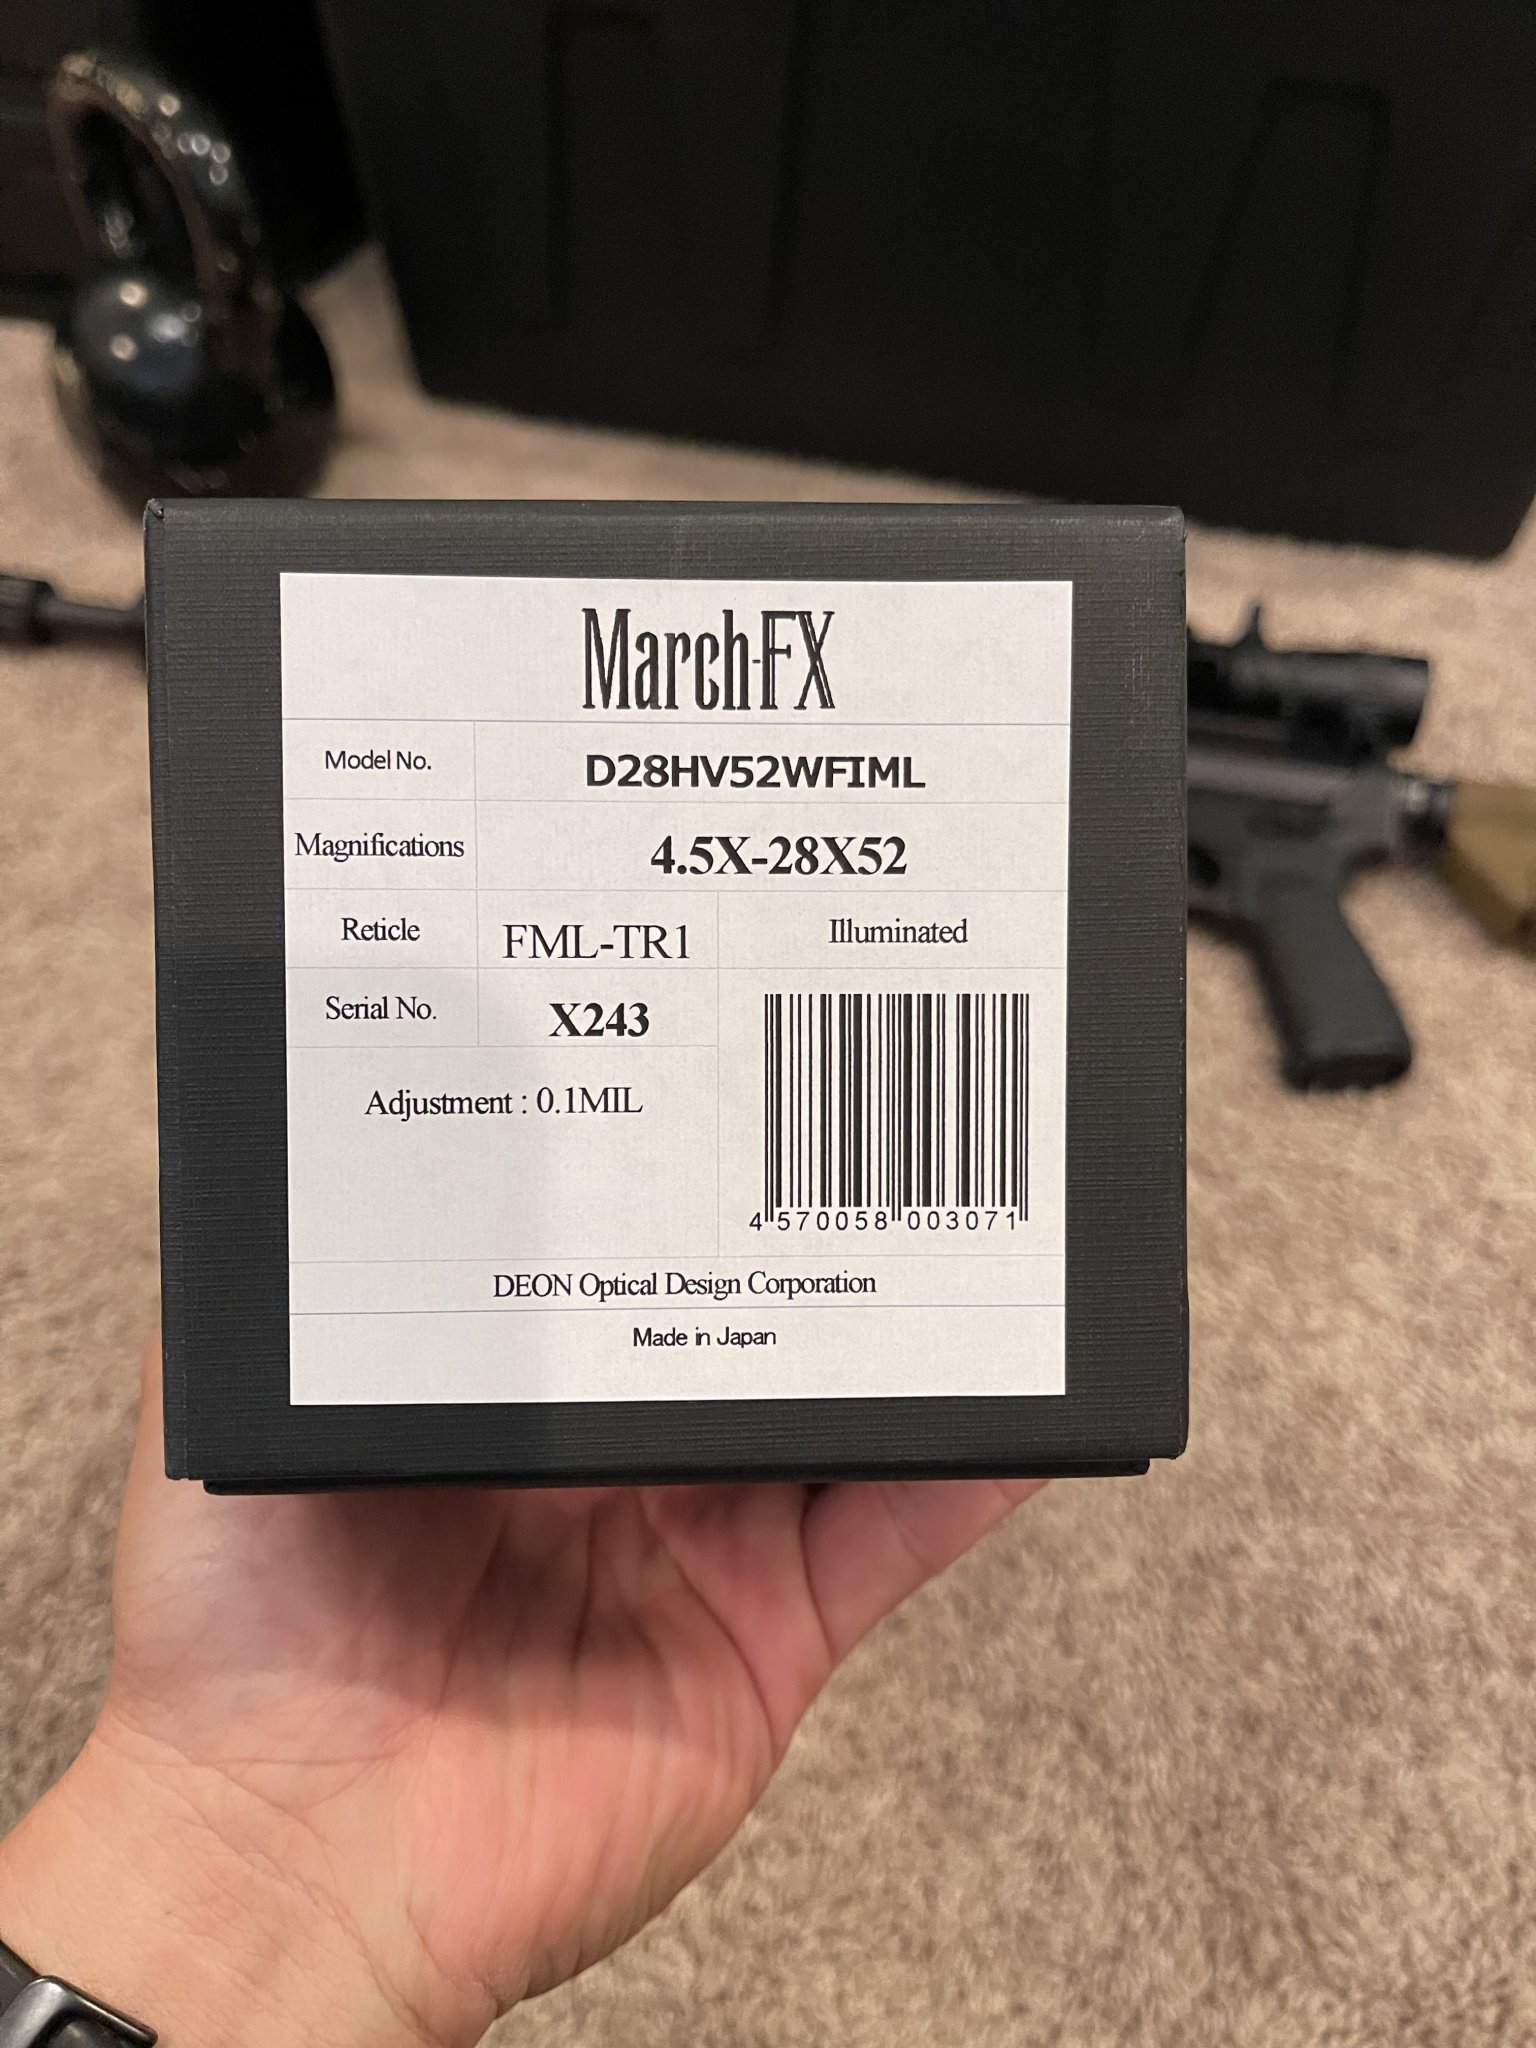 March-FX
Model No. D28HV52WFIML
Magnifications 4.5X-28X52
Reticle FML-TR1 Illuminated
Serial No. X243
Adjustment : 0.1MIL
4 570058 003071
DEON Optical Design Corporation
Made in Japan